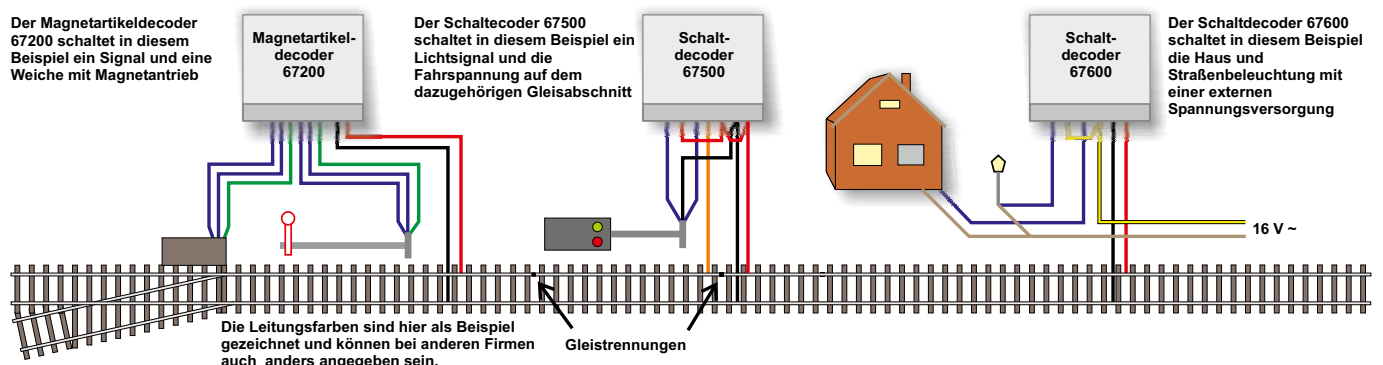 Der Magnetartikeldecoder
67200 schaltet in diesem
Beispiel ein Signal und eine
Weiche mit Magnetantrieb
Magnetartikel-
decoder
67200
Der Schaltecoder 67500
schaltet in diesem Beispiel ein
Lichtsignal und die
Fahrspannung auf dem
dazugehörigen Gleisabschnitt
Schalt-
decoder
67500
Schalt-
decoder
67600
Der Schaltdecoder 67600
schaltet in diesem Beispiel
die Haus und
Straßenbeleuchtung mit
einer externen
Spannungsversorgung
16 V ~
Die Leitungsfarben sind hier als Beispiel
gezeichnet und können bei anderen Firmen
auch anders angegeben sein.
Gleistrennungen